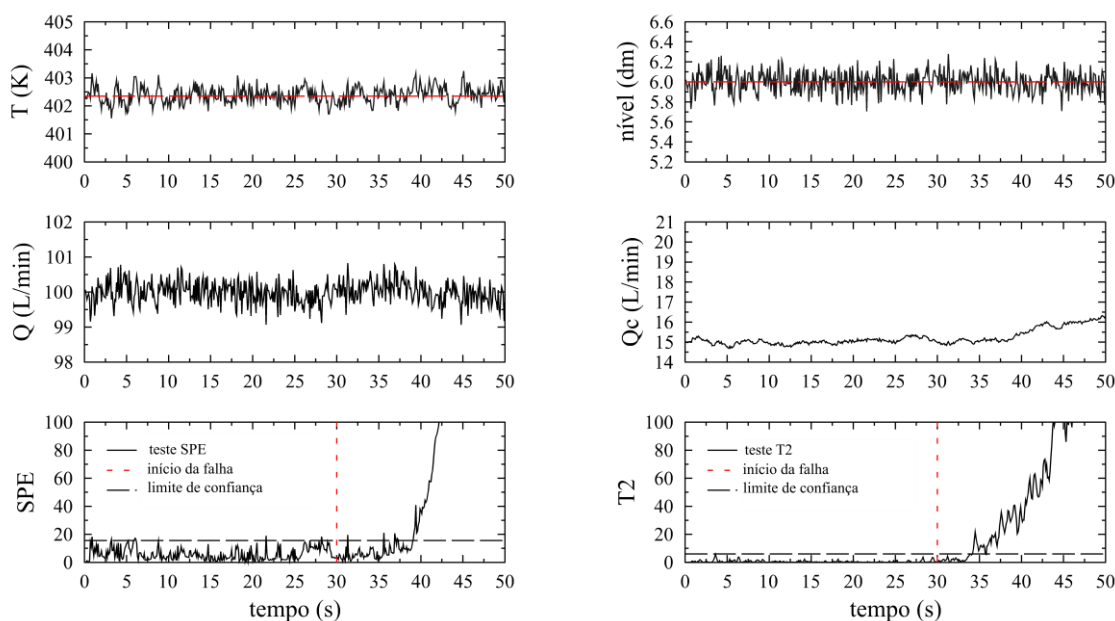 T (K)
405
404
403
402
401
400
0 5 10 15 20 25 30 35 40 45 50
nível (dm)
6.6
6.4
6.2
6.0
5.8
5.6
5.4
5.2
0 5 10 15 20 25 30 35 40 45 50
Q (L/min)
102
101
100
99
98
0 5 10 15 20 25 30 35 40 45 50
Qc (L/min)
21
20
19
18
17
16
15
14
0 5 10 15 20 25 30 35 40 45 50
SPE
100
80
60
40
20
0
teste SPE
início da falha
limite de confiança
0 5 10 15 20 25 30 35 40 45 50
tempo (s)
T2
100
80
60
40
20
0
teste T2
início da falha
limite de confiança
0 5 10 15 20 25 30 35 40 45 50
tempo (s)